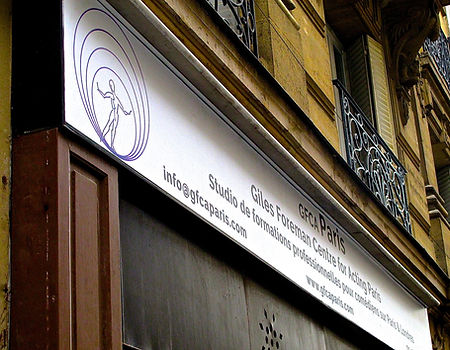 GFCA Paris
Giles Foreman Centre for Acting Paris
Studio de formations professionnelles pour comédiens sur Paris & Londres
info@gfcaparis.com
www.gfcaparis.com